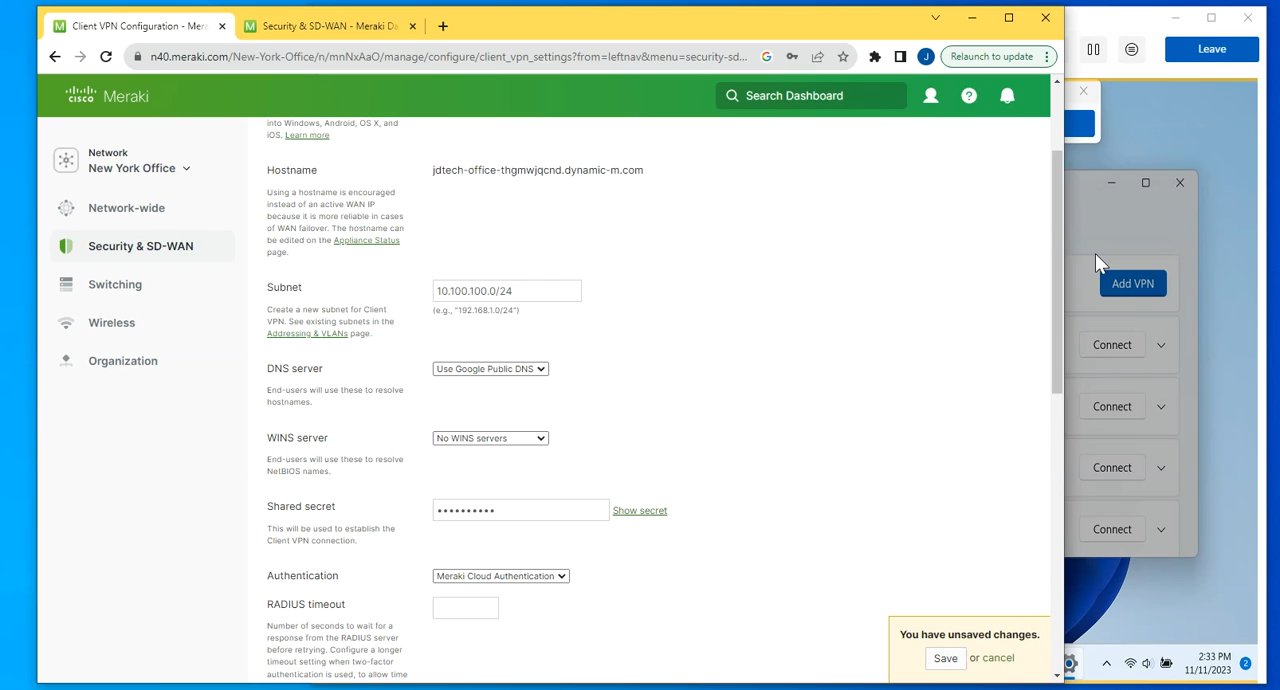 Client VPN Configuration - Mera
Security & SD-WAN - Meraki Da
n40.meraki.com/New-York-Office/n/mnNxAaO/manage/configure/client_vpn_settings?from=leftnav&menu=security-sd...
J
Relaunch to update
Leave
cisco Meraki
Search Dashboard
Network
New York Office
Network-wide
Security & SD-WAN
Switching
Wireless
Organization
into Windows, Android, OS X, and
iOS. Learn more
Hostname
jdtech-office-thgmwjqcnd.dynamic-m.com
Using a hostname is encouraged
instead of an active WAN IP
because it is more reliable in cases
of WAN failover. The hostname can
be edited on the Appliance Status
page.
Subnet
10.100.100.0/24
(e.g., "192.168.1.0/24")
Create a new subnet for Client
VPN. See existing subnets in the
Addressing & VLANs page.
DNS server
Use Google Public DNS
End-users will use these to resolve
hostnames.
WINS server
No WINS servers
End-users will use these to resolve
NetBIOS names.
Shared secret
••••••••••
Show secret
This will be used to establish the
Client VPN connection.
Authentication
Meraki Cloud Authentication
RADIUS timeout
Number of seconds to wait for a
response from the RADIUS server
before retrying. Configure a longer
timeout setting when two-factor
authentication is used, to allow time
You have unsaved changes.
Save or cancel
Add VPN
Connect
Connect
Connect
Connect
2:33 PM
11/11/2023
2